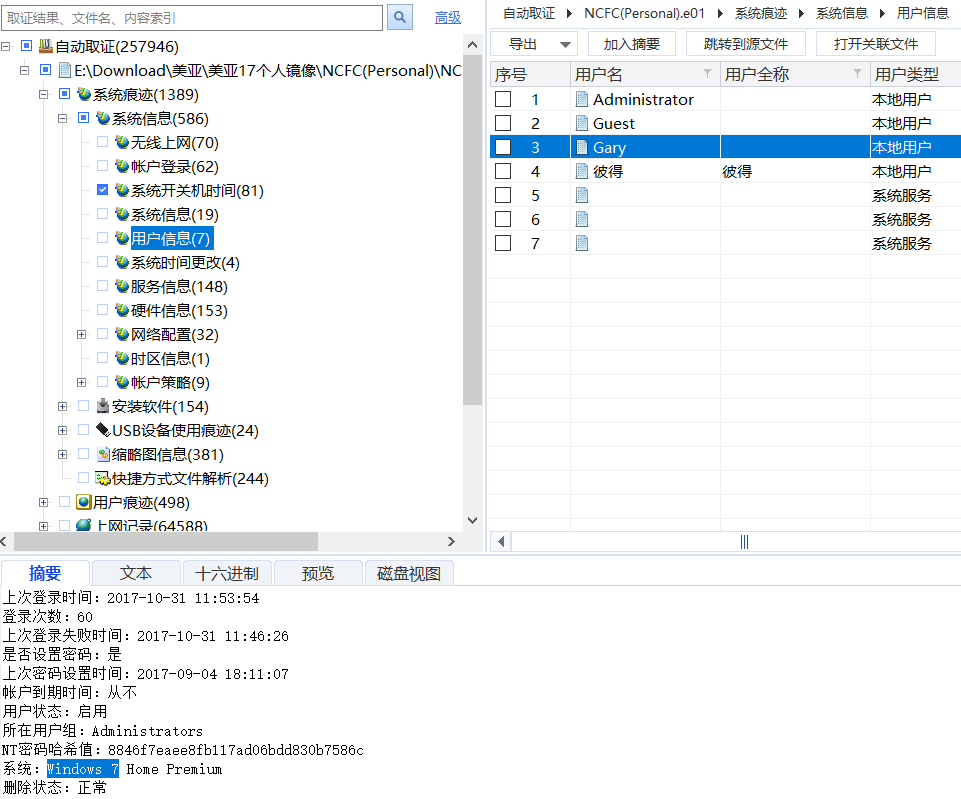 取证结果、文件名、内容索引
高级
自动取证(257946)
E:\Download\美亚\美亚17个人镜像\NCFC(Personal)\NC
系统痕迹(1389)
系统信息(586)
无线上网(70)
帐户登录(62)
系统开关机时间(81)
系统信息(19)
用户信息(7)
系统时间更改(4)
服务信息(148)
硬件信息(153)
网络配置(32)
时区信息(1)
帐户策略(9)
安装软件(154)
USB设备使用痕迹(24)
缩略图信息(381)
快捷方式文件解析(244)
用户痕迹(498)
上网记录(64588)
自动取证 NCFC(Personal).e01 系统痕迹 系统信息 用户信息
导出 加入摘要 跳转到源文件 打开关联文件
序号 用户名 用户全称 用户类型
1 Administrator 本地用户
2 Guest 本地用户
3 Gary 本地用户
4 彼得 彼得 本地用户
5 系统服务
6 系统服务
7 系统服务
摘要 文本 十六进制 预览 磁盘视图
上次登录时间：2017-10-31 11:53:54
登录次数：60
上次登录失败时间：2017-10-31 11:46:26
是否设置密码：是
上次密码设置时间：2017-09-04 18:11:07
帐户到期时间：从不
用户状态：启用
所在用户组：Administrators
NT密码哈希值：8846f7eaee8fb117ad06bdd830b7586c
系统：Windows 7 Home Premium
删除状态：正常